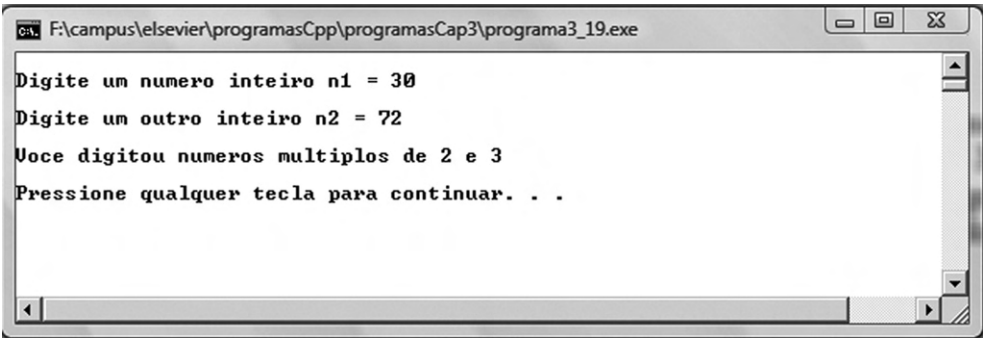 F:\campus\elsevier\programasCpp\programasCap3\programa3_19.exe
Digite um numero inteiro n1 = 30
Digite um outro inteiro n2 = 72
Voce digitou numeros multiplos de 2 e 3
Pressione qualquer tecla para continuar. . .